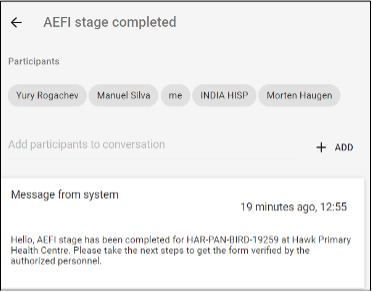 AEFI stage completed
Participants
Yury Rogachev Manuel Silva me INDIA HISP Morten Haugen
Add participants to conversation + ADD
Message from system
19 minutes ago, 12:55
Hello, AEFI stage has been completed for HAR-PAN-BIRD-19259 at Hawk Primary
Health Centre. Please take the next steps to get the form verified by the
authorized personnel.